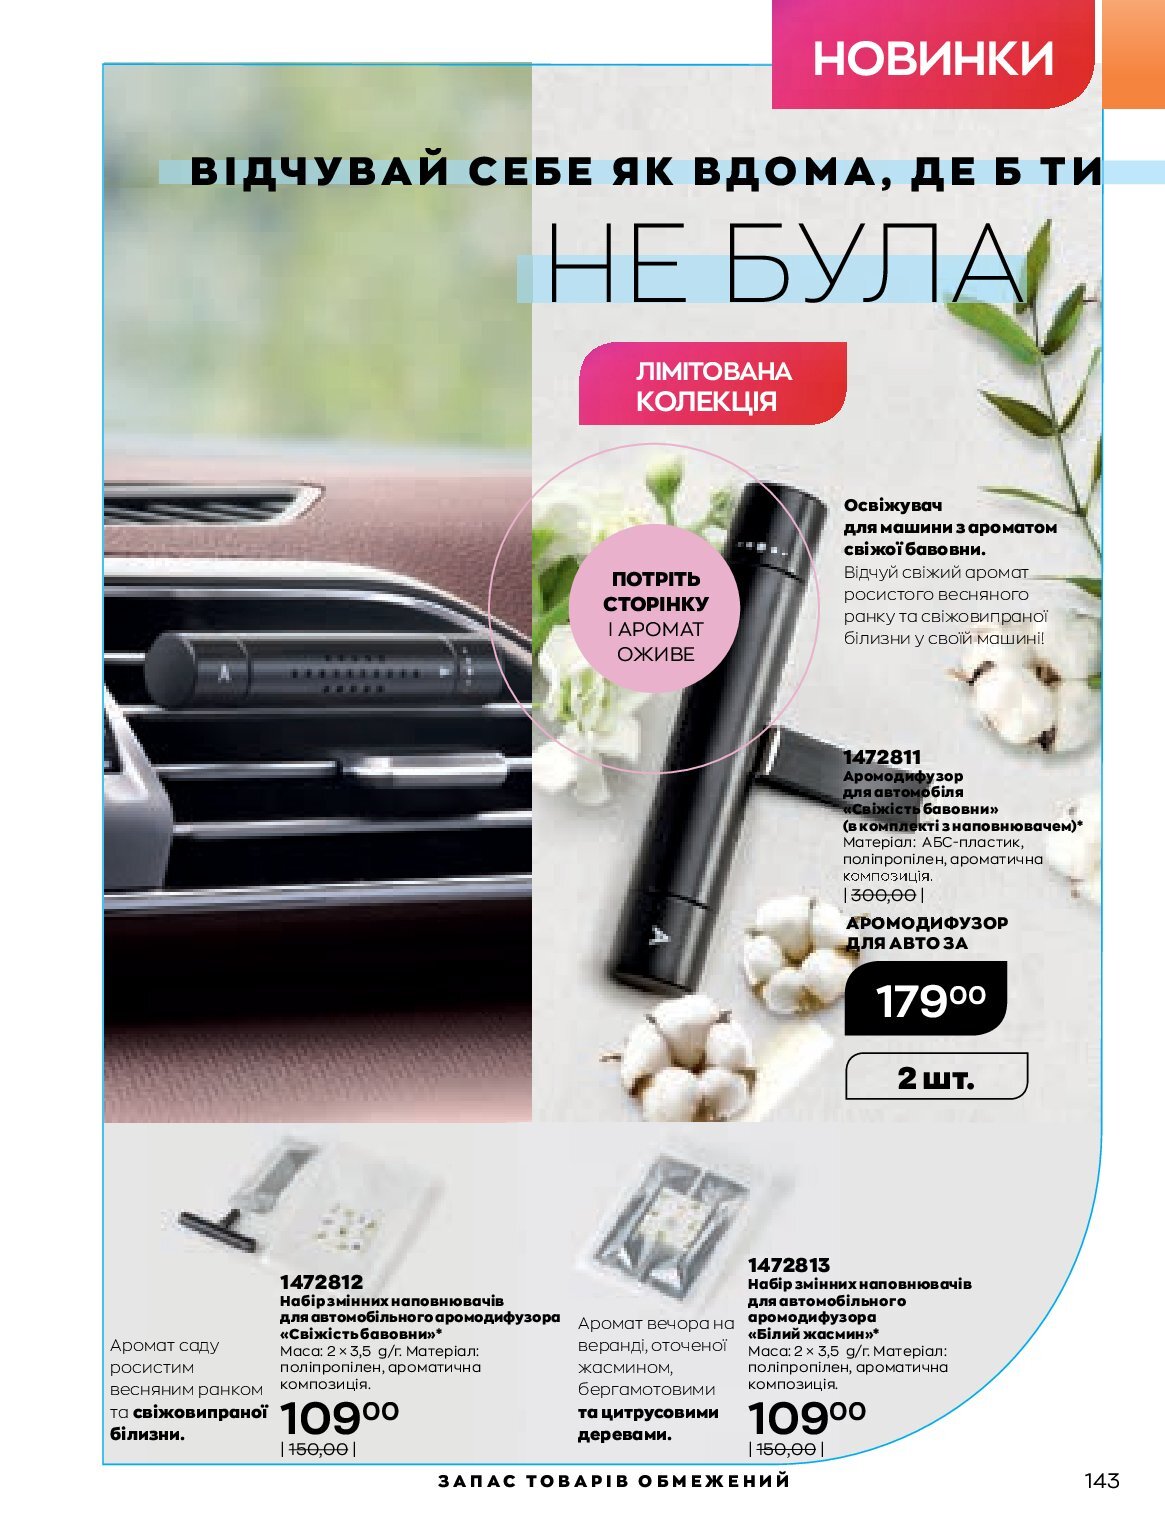 НОВИНКИ
ВІДЧУВАЙ СЕБЕ ЯК ВДОМА, ДЕ Б ТИ
НЕ БУЛА
ЛІМІТОВАНА
КОЛЕКЦІЯ
ПОТРІТЬ
СТОРІНКУ
І АРОМАТ
ОЖИВЕ
Освіжувач
для машини з ароматом
свіжої бавовни.
Відчуй свіжий аромат
росистого весняного
ранку та свіжовипраної
білизни у своїй машині!
1472811
Аромодифузор
для автомобіля
«Свіжість бавовни»
(в комплекті з наповнювачем)*
Матеріал: АБС-пластик,
поліпропілен, ароматична
композиція.
| 300,00 |
АРОМОДИФУЗОР
ДЛЯ АВТО ЗА
179⁰⁰
2 шт.
Аромат саду
росистим
весняним ранком
та свіжовипраної
білизни.
1472812
Набір змінних наповнювачів
для автомобільного аромодифузора
«Свіжість бавовни»*
Маса: 2 × 3,5 g/г. Матеріал:
поліпропілен, ароматична
композиція.
109⁰⁰
| 150,00 |
Аромат вечора на
веранді, оточеної
жасмином,
бергамотовими
та цитрусовими
деревами.
1472813
Набір змінних наповнювачів
для автомобільного
аромодифузора
«Білий жасмин»*
Маса: 2 × 3,5 g/г. Матеріал:
поліпропілен, ароматична
композиція.
109⁰⁰
| 150,00 |
ЗАПАС ТОВАРІВ ОБМЕЖЕНИЙ
143